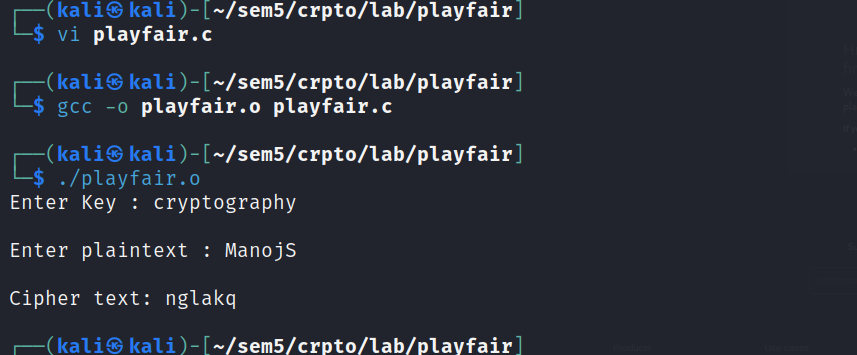 ┌──(kali㉿kali)-[~/sem5/crpto/lab/playfair]
└─$ vi playfair.c
┌──(kali㉿kali)-[~/sem5/crpto/lab/playfair]
└─$ gcc -o playfair.o playfair.c
┌──(kali㉿kali)-[~/sem5/crpto/lab/playfair]
└─$ ./playfair.o
Enter Key : cryptography
Enter plaintext : ManojS
Cipher text: nglakq
┌──(kali㉿kali)-[~/sem5/crpto/lab/playfair]